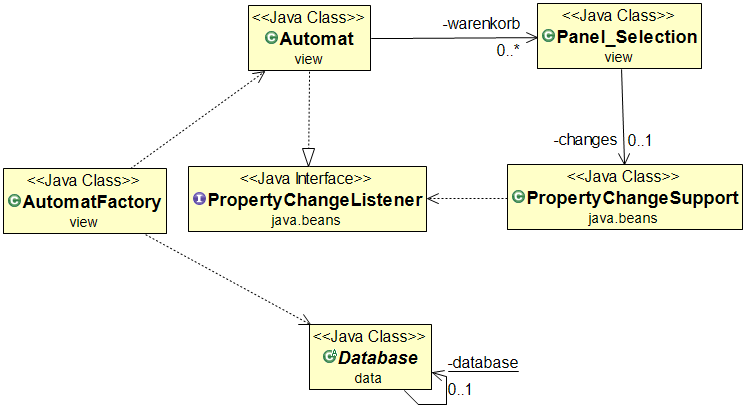 <<Java Class>>
Automat
view
-warenkorb
0..*
<<Java Class>>
Panel_Selection
view
-changes
0..1
<<Java Class>>
AutomatFactory
view
<<Java Interface>>
PropertyChangeListener
java.beans
<<Java Class>>
PropertyChangeSupport
java.beans
<<Java Class>>
Database
data
-database
0..1